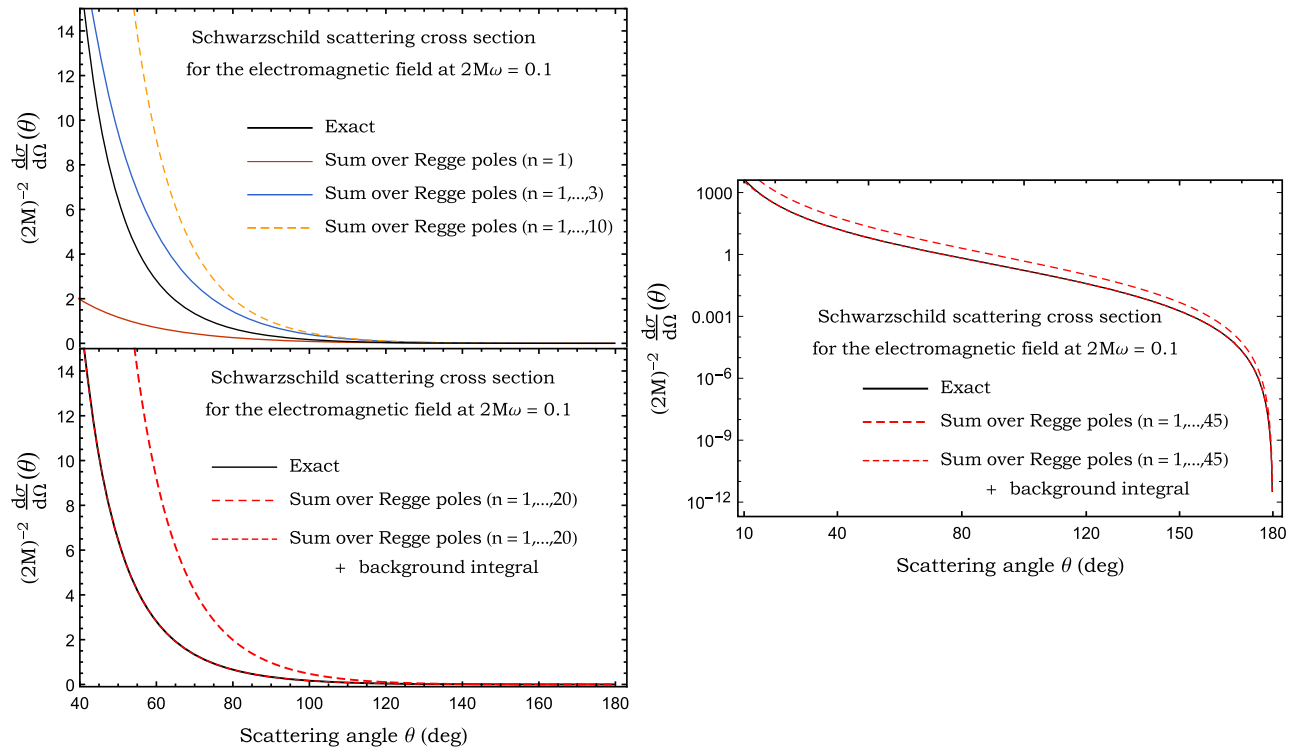 Schwarzschild scattering cross section
for the electromagnetic field at 2Mω = 0.1
Exact
Sum over Regge poles (n = 1)
Sum over Regge poles (n = 1,...,3)
Sum over Regge poles (n = 1,...,10)
14
12
10
8
6
4
2
0
(2M)⁻² dσ/dΩ (θ)
Schwarzschild scattering cross section
for the electromagnetic field at 2Mω = 0.1
Exact
Sum over Regge poles (n = 1,...,20)
Sum over Regge poles (n = 1,...,20)
+ background integral
14
12
10
8
6
4
2
0
(2M)⁻² dσ/dΩ (θ)
40 60 80 100 120 140 160 180
Scattering angle θ (deg)
1000
1
0.001
10⁻⁶
10⁻⁹
10⁻¹²
(2M)⁻² dσ/dΩ (θ)
Schwarzschild scattering cross section
for the electromagnetic field at 2Mω = 0.1
Exact
Sum over Regge poles (n = 1,...,45)
Sum over Regge poles (n = 1,...,45)
+ background integral
10 40 80 120 150 180
Scattering angle θ (deg)